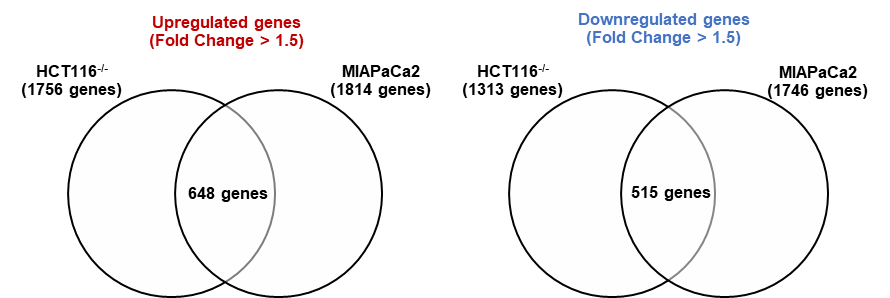 Upregulated genes
(Fold Change > 1.5)
HCT116-/-
(1756 genes)
MIAPaCa2
(1814 genes)
648 genes
Downregulated genes
(Fold Change > 1.5)
HCT116-/-
(1313 genes)
MIAPaCa2
(1746 genes)
515 genes